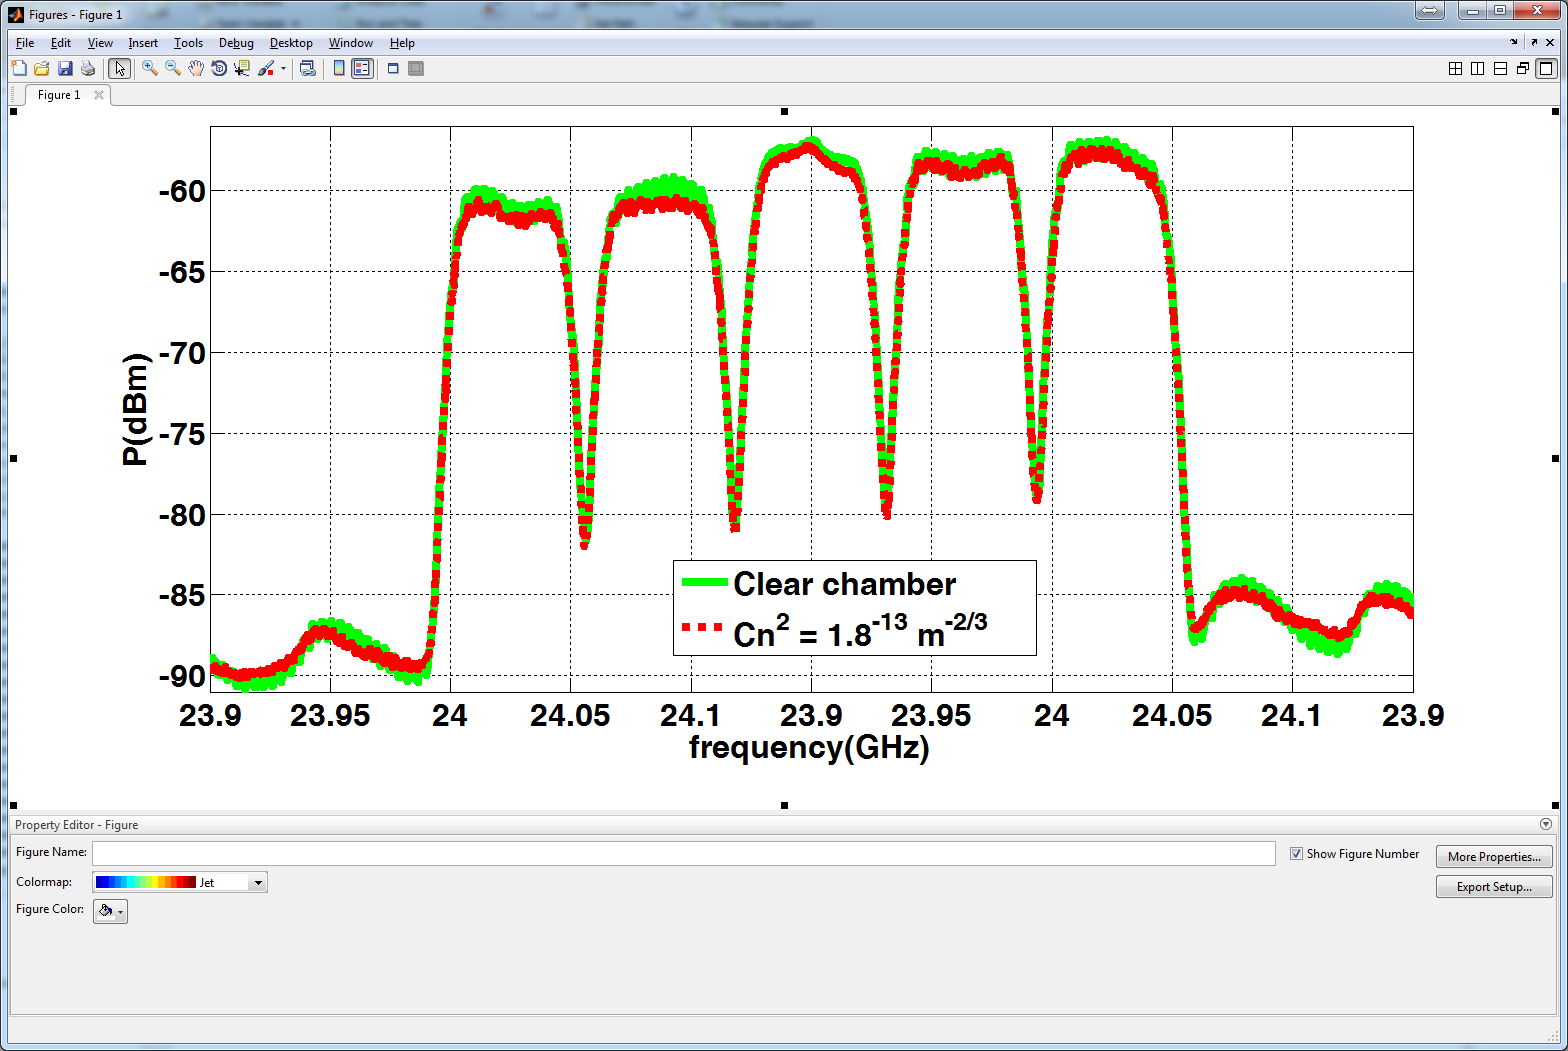 Figures - Figure 1
File Edit View Insert Tools Debug Desktop Window Help
Figure 1
-60
-65
-70
-75
-80
-85
-90
P(dBm)
Clear chamber
Cn² = 1.8⁻¹³ m⁻²/³
23.9 23.95 24 24.05 24.1 23.9 23.95 24 24.05 24.1 23.9
frequency(GHz)
Property Editor - Figure
Figure Name: Show Figure Number More Properties...
Colormap: Jet Export Setup...
Figure Color: